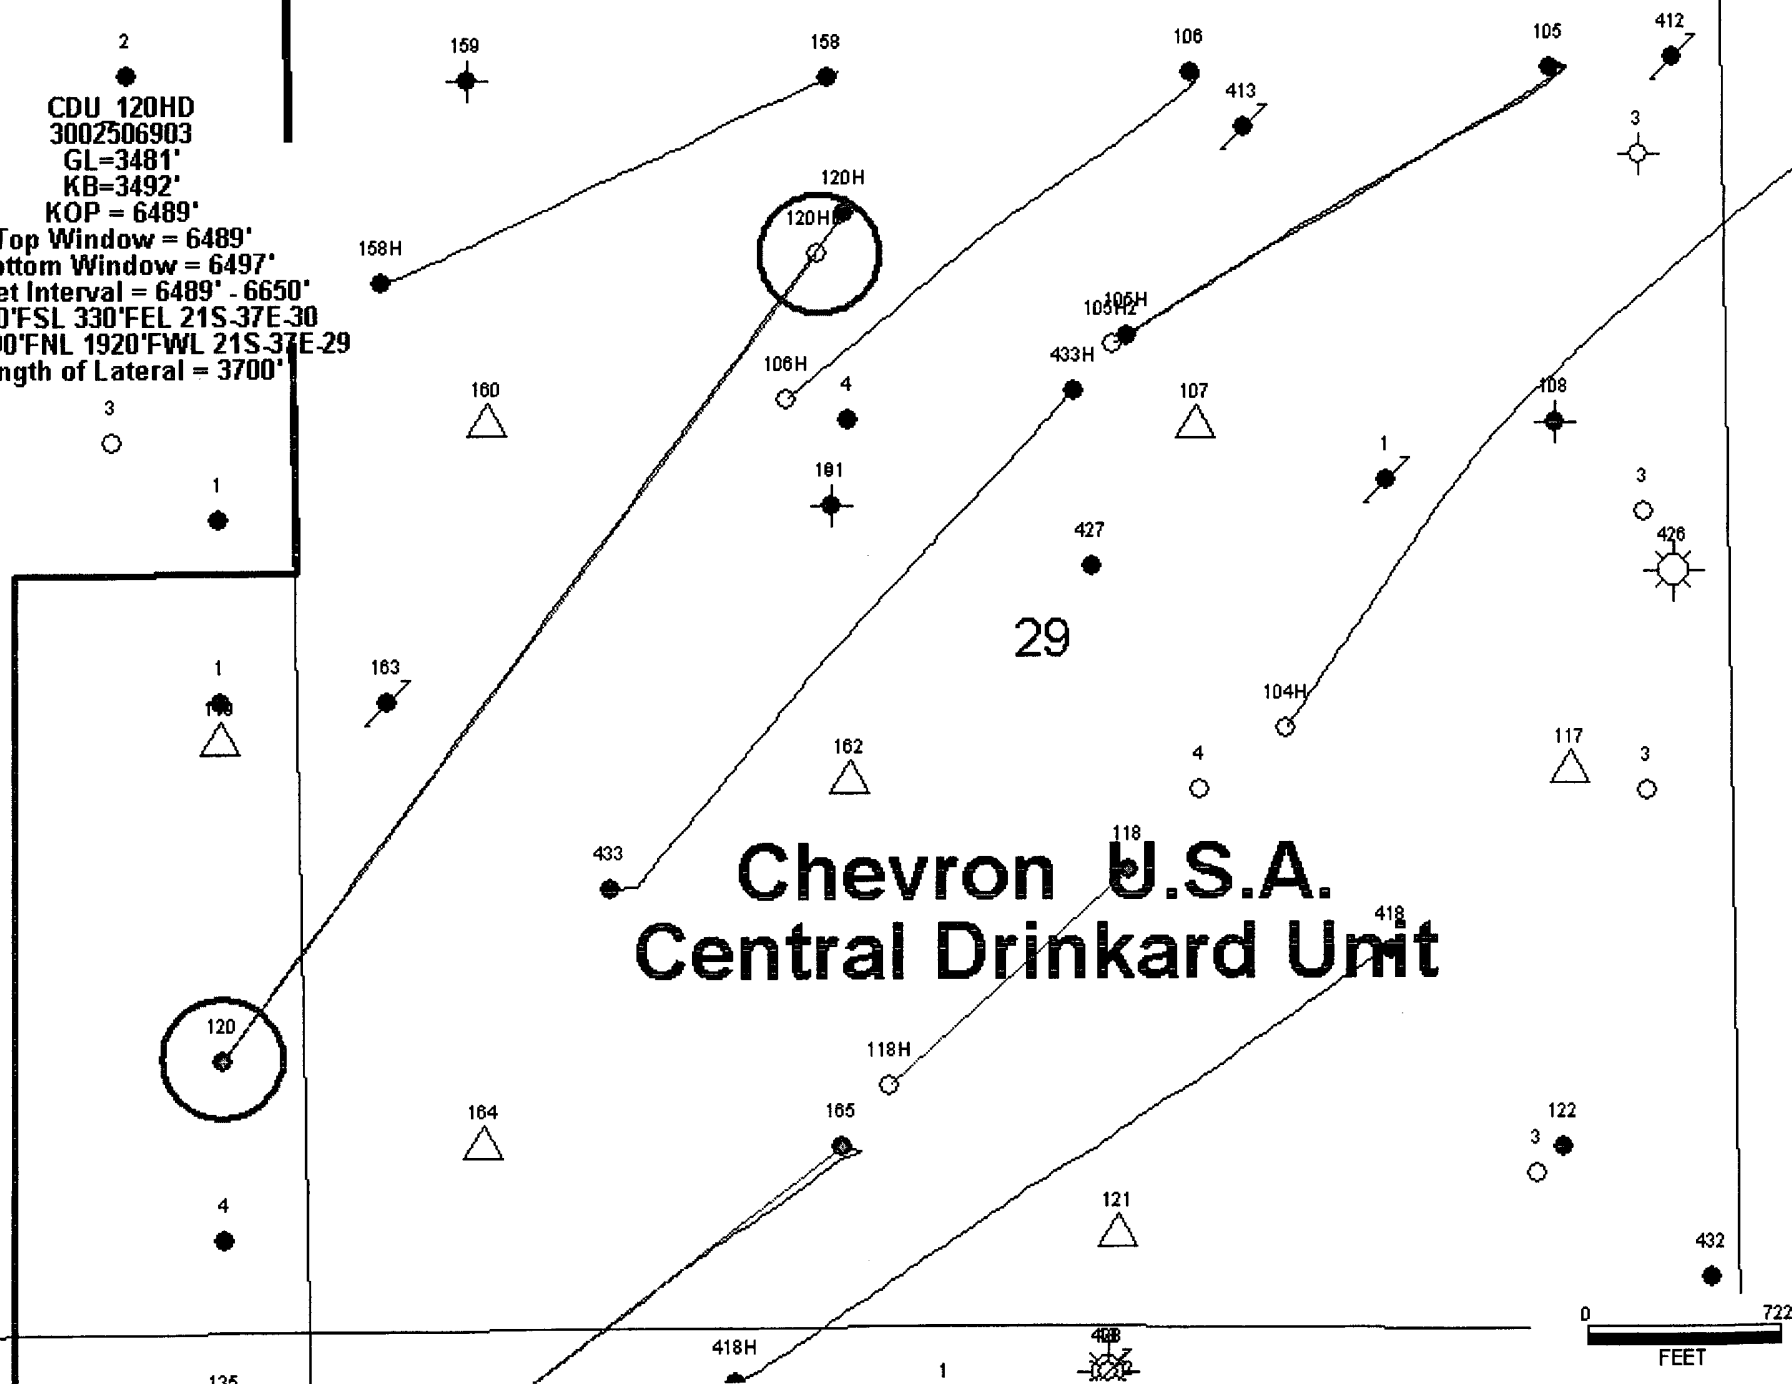 2
159
158
106
105
412
413
3
CDU_120HD
3002506903
GL=3481'
KB=3492'
KOP = 6489'
Top Window = 6489'
ottom Window = 6497'
et Interval = 6489' - 6650'
0'FSL 330'FEL 21S-37E-30
00'FNL 1920'FWL 21S-37E-29
ngth of Lateral = 3700'
120H
120H
158H
105H
105H2
433H
106H
4
160
107
108
3
1
1
3
161
427
426
29
1
163
104H
162
4
117
3
433
118
Chevron U.S.A.
418
Central Drinkard Unit
120
118H
164
165
122
3
121
4
432
0
722
FEET
418H
1
135